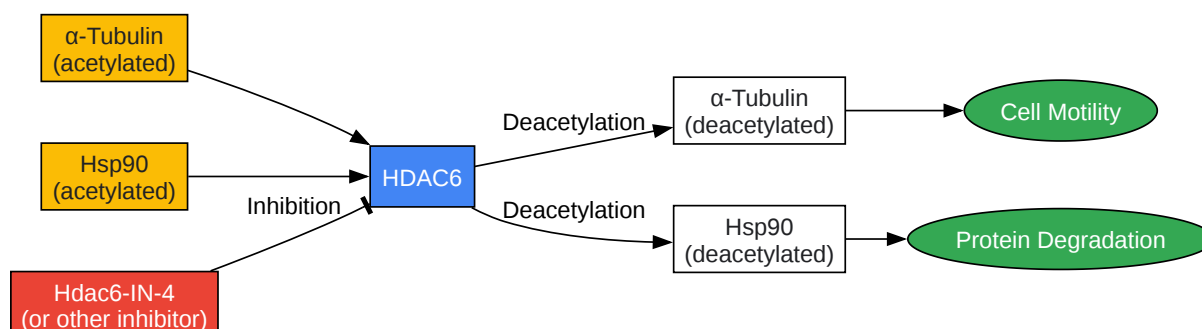 α-Tubulin
(acetylated)
Hsp90
(acetylated)
Inhibition
Hdac6-IN-4
(or other inhibitor)
HDAC6
Deacetylation
Deacetylation
α-Tubulin
(deacetylated)
Hsp90
(deacetylated)
Cell Motility
Protein Degradation